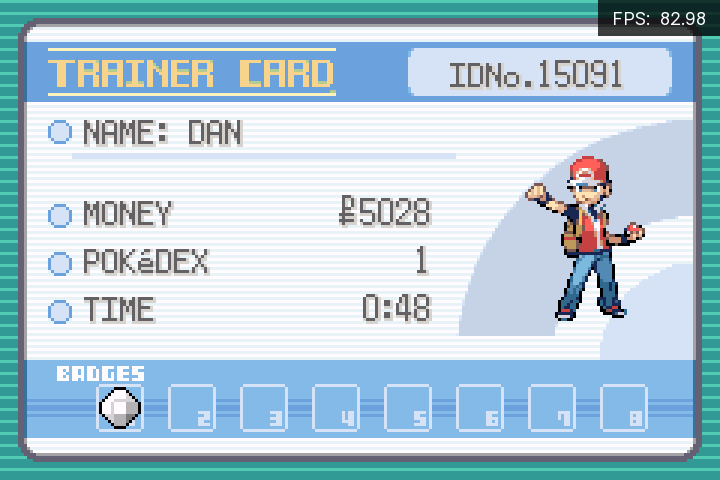 FPS: 82.98
TRAINER CARD
IDNo.15091
NAME: DAN
MONEY ₽5028
POKéDEX 1
TIME 0:48
BADGES
2 3 4 5 6 7 8